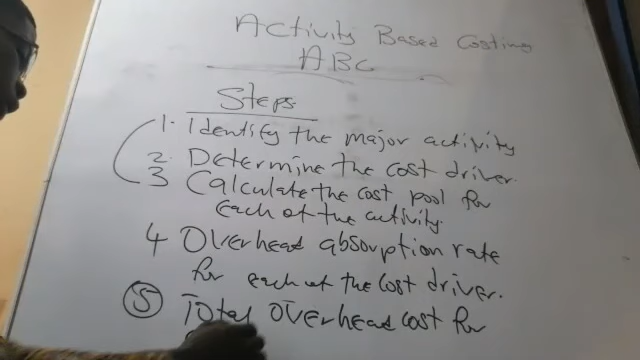 Activity Based Costing
ABC
Steps
1. Identify the major activity
2. Determine the cost driver.
3 Calculate the cost pool for
each of the activity.
4 Overhead absorption rate
for each of the cost driver.
5 Total overhead cost for